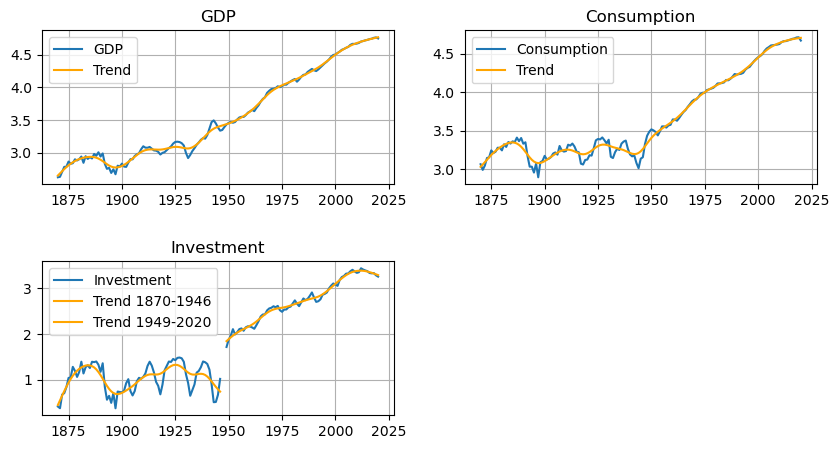 GDP
GDP
Trend
4.5
4.0
3.5
3.0
1875 1900 1925 1950 1975 2000 2025
Consumption
Consumption
Trend
4.5
4.0
3.5
3.0
1875 1900 1925 1950 1975 2000 2025
Investment
Investment
Trend 1870-1946
Trend 1949-2020
3
2
1
1875 1900 1925 1950 1975 2000 2025